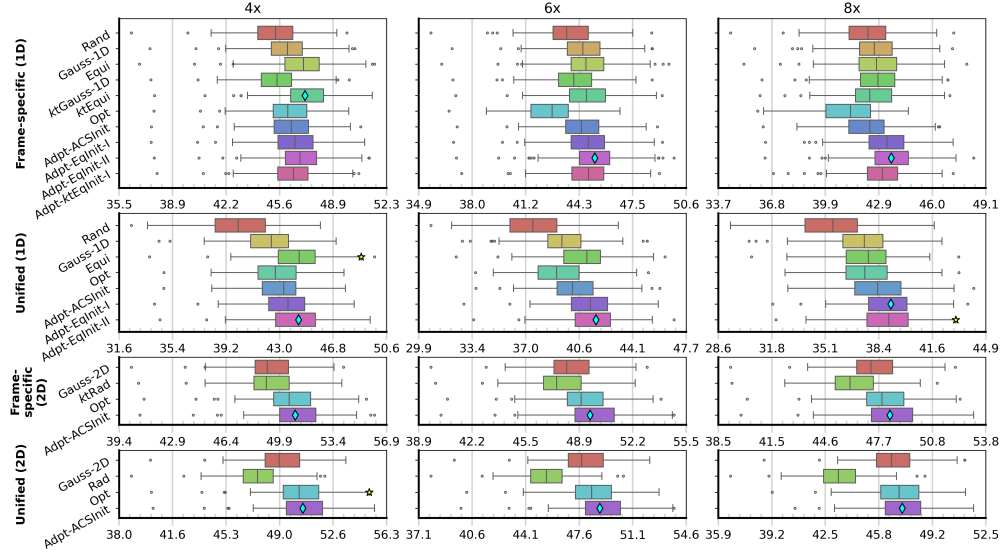 4x 6x 8x
Frame-specific (1D)
Rand
Gauss-1D
Equi
ktGauss-1D
ktEqui
Opt
Adpt-ACSInit
Adpt-EqInit-I
Adpt-EqInit-II
Adpt-ktEqInit-I
35.5 38.9 42.2 45.6 48.9 52.3
34.9 38.0 41.2 44.3 47.5 50.6
33.7 36.8 39.9 42.9 46.0 49.1
Unified (1D)
Rand
Gauss-1D
Equi
Opt
Adpt-ACSInit
Adpt-EqInit-I
Adpt-EqInit-II
31.6 35.4 39.2 43.0 46.8 50.6
29.9 33.4 37.0 40.6 44.1 47.7
28.6 31.8 35.1 38.4 41.6 44.9
Frame-
specific
(2D)
Gauss-2D
ktRad
Opt
Adpt-ACSInit
39.4 42.9 46.4 49.9 53.4 56.9
38.9 42.2 45.5 48.9 52.2 55.5
38.5 41.5 44.6 47.7 50.8 53.8
Unified (2D)
Gauss-2D
Rad
Opt
Adpt-ACSInit
38.0 41.6 45.3 49.0 52.6 56.3
37.1 40.6 44.1 47.6 51.1 54.6
35.9 39.2 42.5 45.8 49.2 52.5